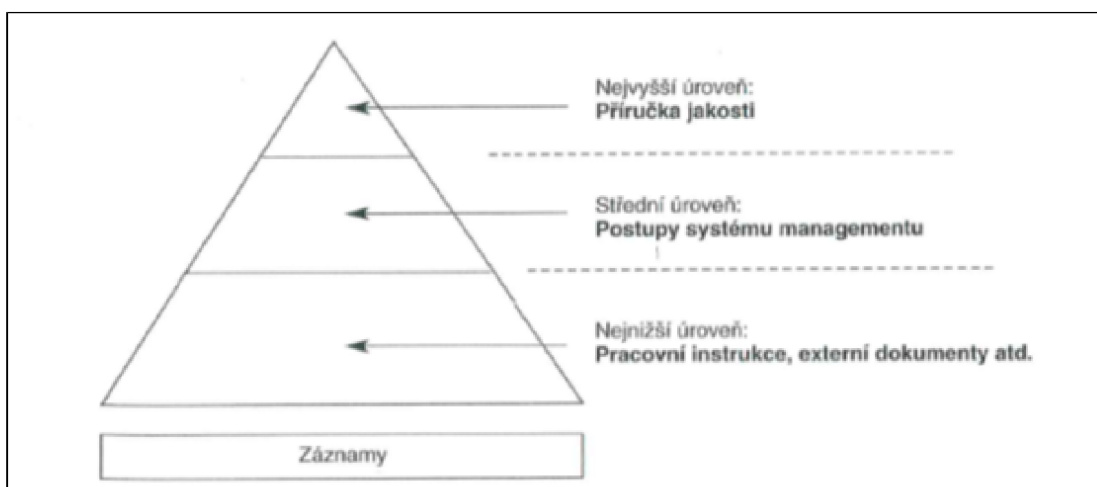 Nejvyšší úroveň:
Příručka jakosti
Střední úroveň:
Postupy systému managementu
Nejnižší úroveň:
Pracovní instrukce, externí dokumenty atd.
Záznamy